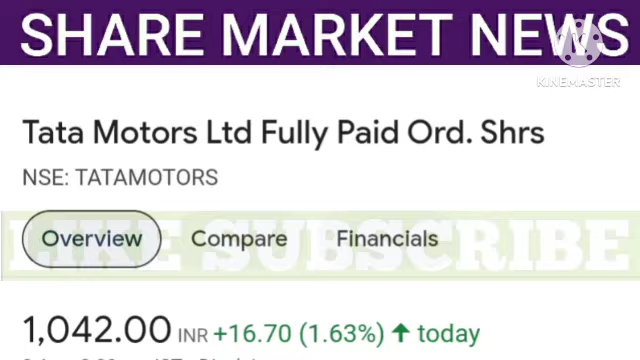 SHARE MARKET NEWS
KINEMASTER
Tata Motors Ltd Fully Paid Ord. Shrs
NSE: TATAMOTORS
LIKE SUBSCRIBE
Overview Compare Financials
1,042.00 INR +16.70 (1.63%) ↑ today